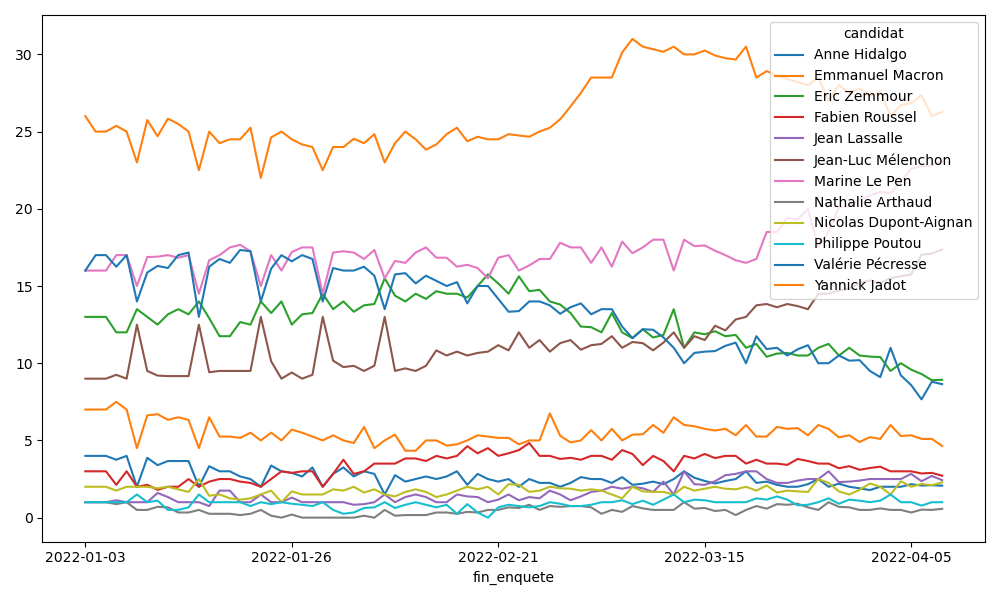 candidat
Anne Hidalgo
Emmanuel Macron
Eric Zemmour
Fabien Roussel
Jean Lassalle
Jean-Luc Mélenchon
Marine Le Pen
Nathalie Arthaud
Nicolas Dupont-Aignan
Philippe Poutou
Valérie Pécresse
Yannick Jadot
30
25
20
15
10
5
0
2022-01-03 2022-01-26 2022-02-21 2022-03-15 2022-04-05
fin_enquete